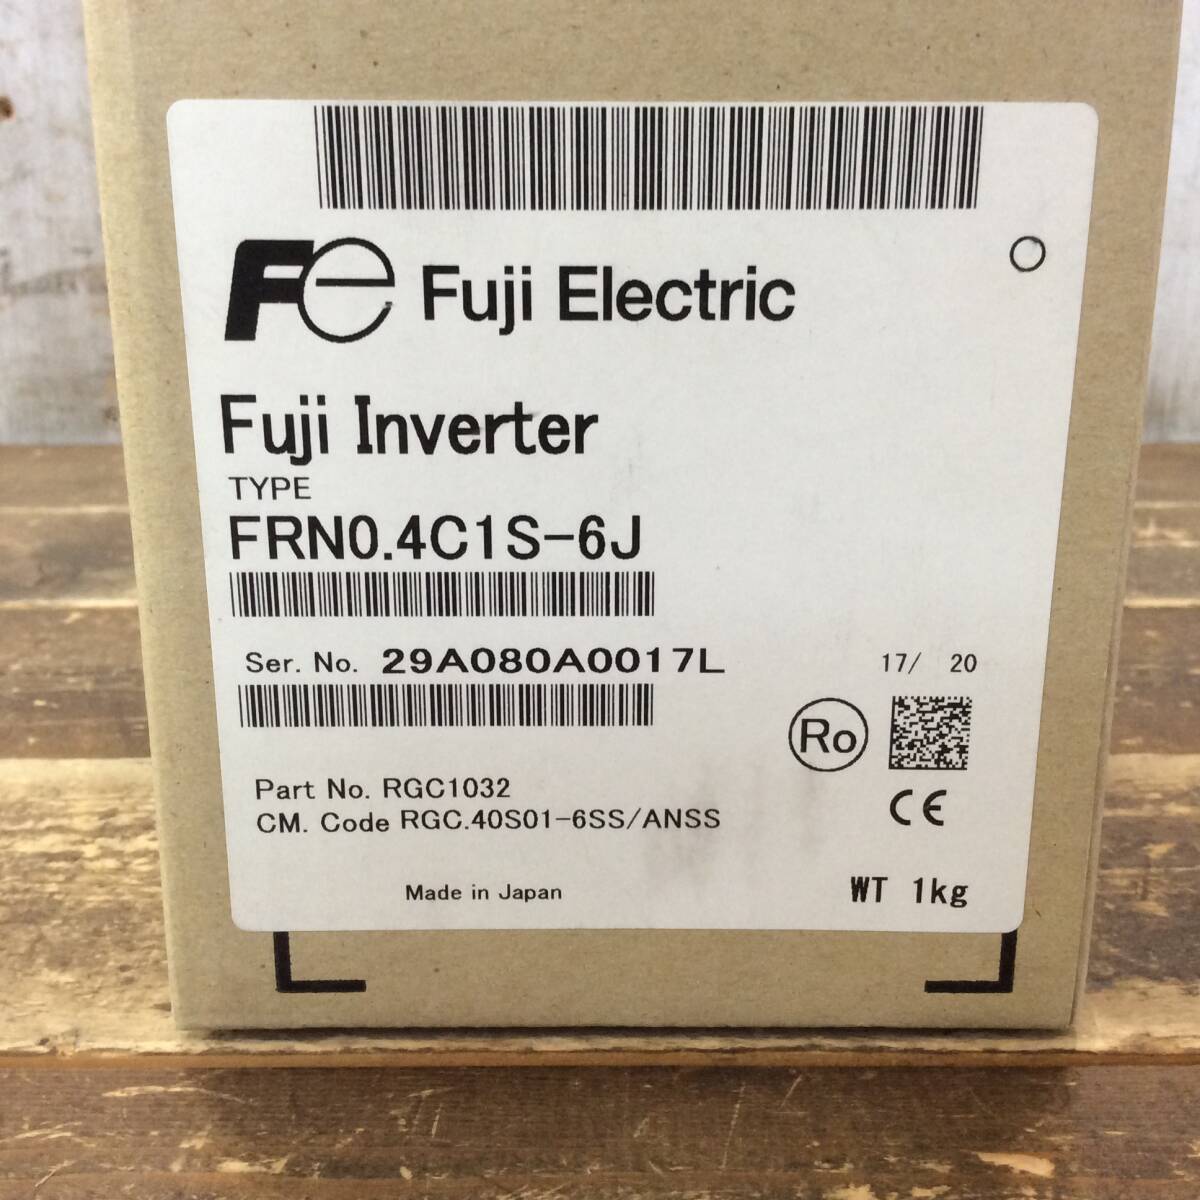 Fe Fuji Electric
Fuji Inverter
TYPE
FRN0.4C1S-6J
Ser. No. 29A080A0017L 17/ 20
Ro
Part No. RGC1032
CM. Code RGC.40S01-6SS/ANSS
CE
Made in Japan WT 1kg